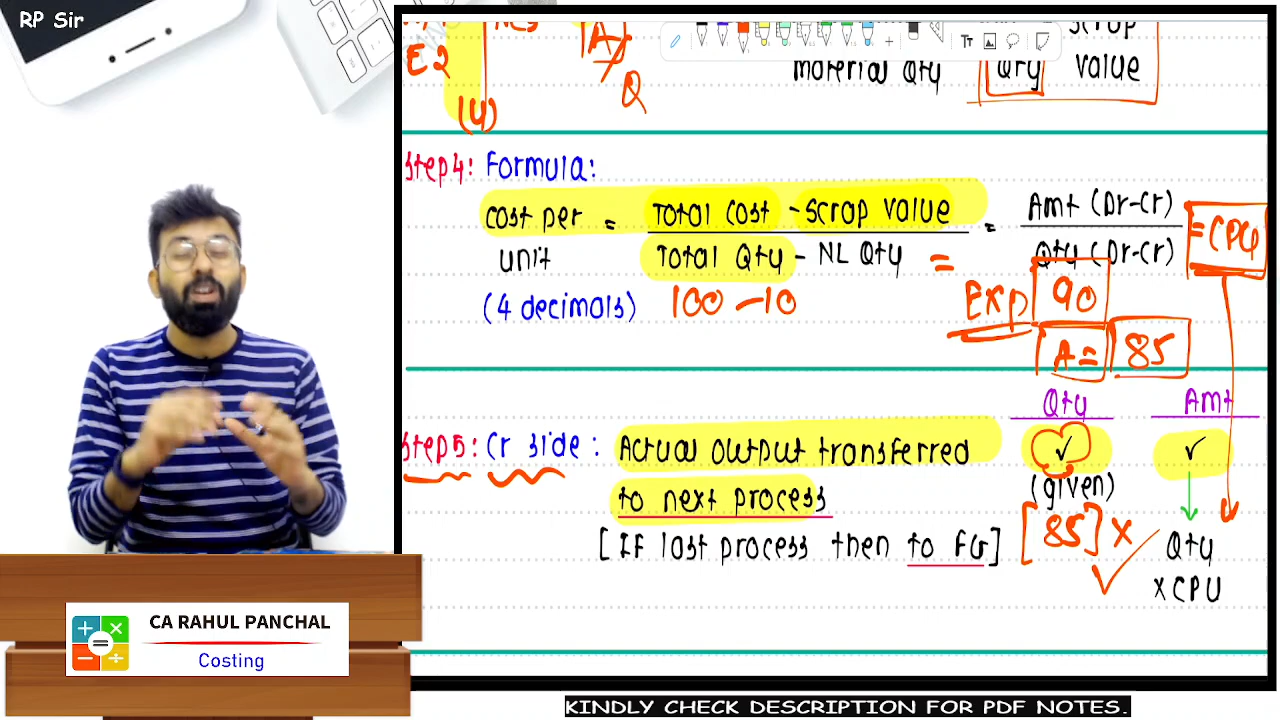 RP Sir
E2
(4)
A
Q
Scrap
material Qty
Qty
value
Step4: Formula:
cost per unit = Total cost - Scrap value = Amt (Dr-Cr) = CPU
Total Qty - NL Qty = Qty (Dr-Cr)
(4 decimals) 100 - 10 Exp 90
A = 85
Qty Amt
Step5: Cr side: Actual output transferred ✓ ✓
to next process (given)
[If last process then to FG] [85] x Qty
x CPU
CA RAHUL PANCHAL
Costing
KINDLY CHECK DESCRIPTION FOR PDF NOTES.